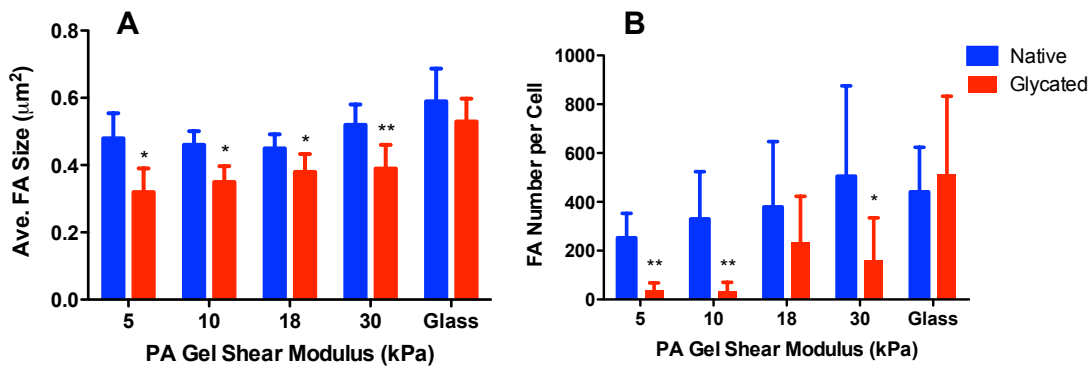 A
Ave. FA Size (µm²)
0.8
0.6
0.4
0.2
0.0
*
*
*
**
5 10 18 30 Glass
PA Gel Shear Modulus (kPa)
B
FA Number per Cell
1000
800
600
400
200
0
**
**
*
5 10 18 30 Glass
PA Gel Shear Modulus (kPa)
Native
Glycated